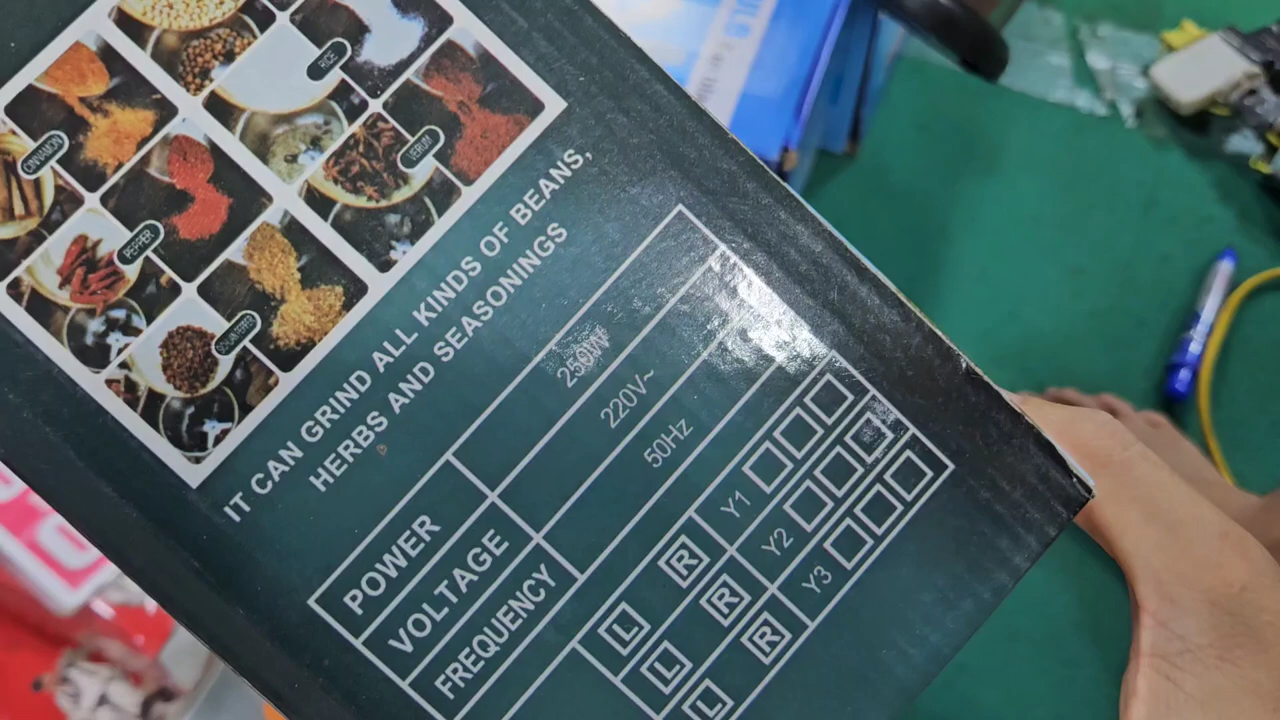 RICE
CINNAMON
VERUM
PEPPER
IT CAN GRIND ALL KINDS OF BEANS,
HERBS AND SEASONINGS
POWER 250W
VOLTAGE 220V~
FREQUENCY 50Hz
L R Y1
L R Y2
L R Y3